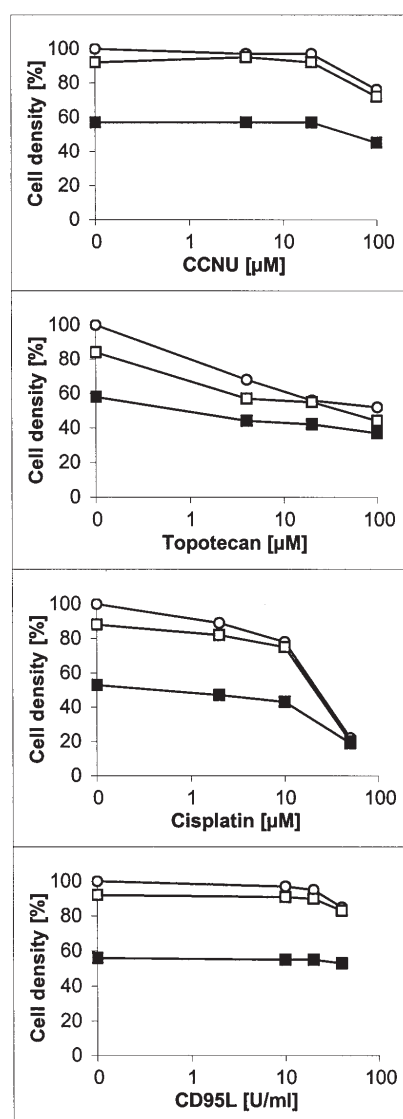 100
80
60
40
20
0
Cell density [%]
0 1 10 100
CCNU [µM]
100
80
60
40
20
0
Cell density [%]
0 1 10 100
Topotecan [µM]
100
80
60
40
20
0
Cell density [%]
0 1 10 100
Cisplatin [µM]
100
80
60
40
20
0
Cell density [%]
0 1 10 100
CD95L [U/ml]